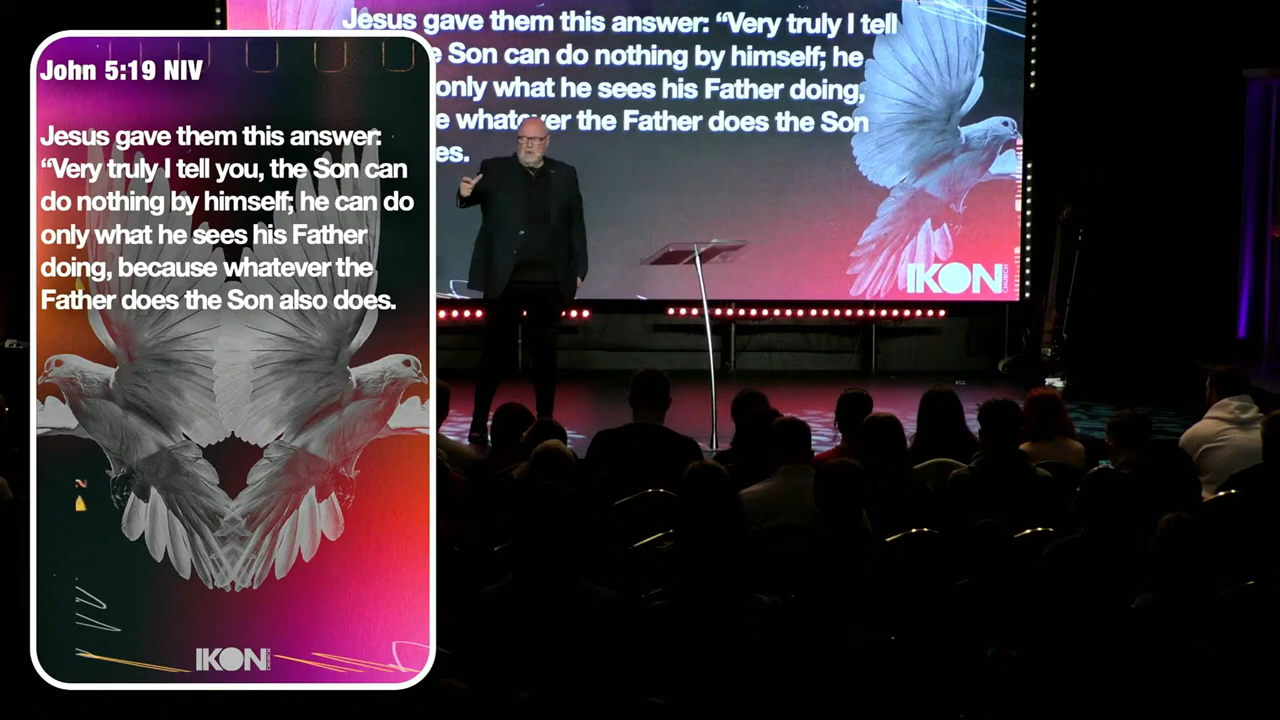 John 5:19 NIV
Jesus gave them this answer:
“Very truly I tell you, the Son can
do nothing by himself; he can do
only what he sees his Father
doing, because whatever the
Father does the Son also does.
IKON
CHURCH
Jesus gave them this answer: “Very truly I tell
e Son can do nothing by himself; he
only what he sees his Father doing,
e whatever the Father does the Son
es.
IKON
CHURCH